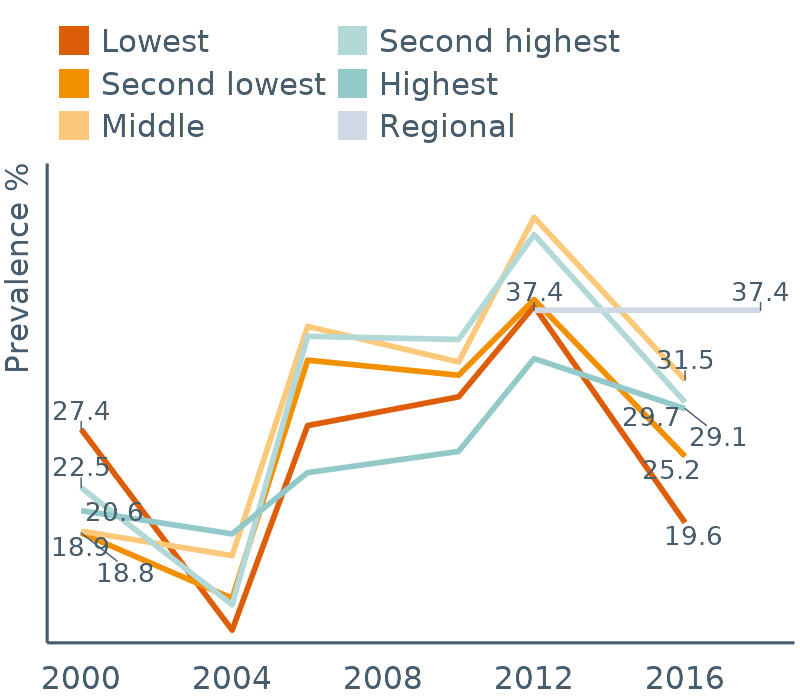 Lowest
Second highest
Second lowest
Highest
Middle
Regional
Prevalence %
37.4
37.4
31.5
27.4
29.7
29.1
22.5
25.2
20.6
19.6
18.9
18.8
2000
2004
2008
2012
2016